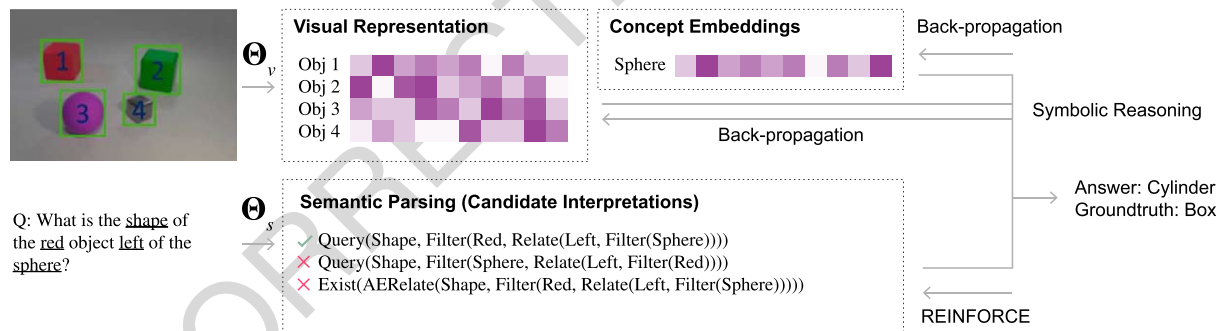 Visual Representation
Obj 1
Obj 2
Obj 3
Obj 4
Concept Embeddings
Sphere
Back-propagation
Back-propagation
Symbolic Reasoning
1
2
3
4
Θv
Q: What is the shape of
the red object left of the
sphere?
Θs
Semantic Parsing (Candidate Interpretations)
✓ Query(Shape, Filter(Red, Relate(Left, Filter(Sphere))))
✗ Query(Shape, Filter(Sphere, Relate(Left, Filter(Red))))
✗ Exist(AERelate(Shape, Filter(Red, Relate(Left, Filter(Sphere)))))
Answer: Cylinder
Groundtruth: Box
REINFORCE
ORREC